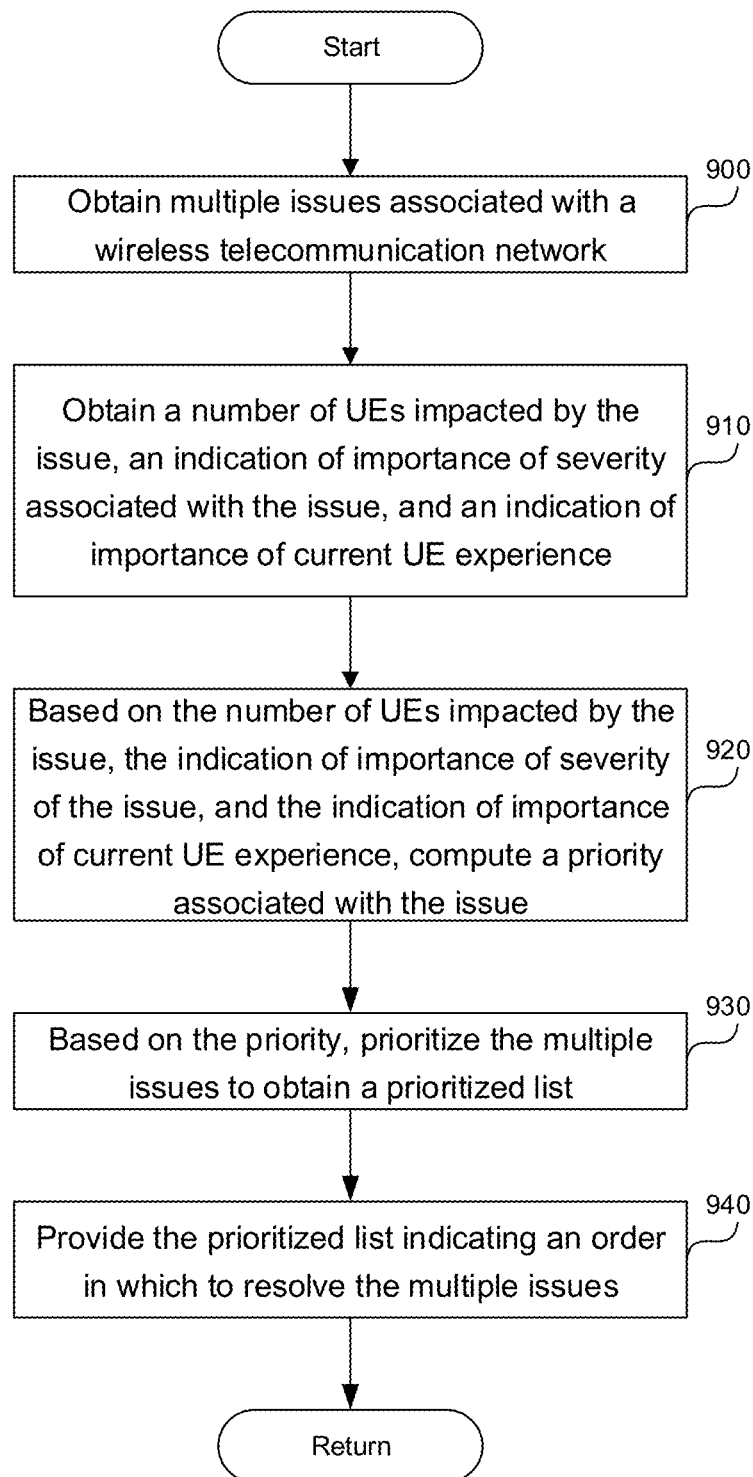 Start
900
Obtain multiple issues associated with a
wireless telecommunication network
910
Obtain a number of UEs impacted by the
issue, an indication of importance of severity
associated with the issue, and an indication of
importance of current UE experience
920
Based on the number of UEs impacted by the
issue, the indication of importance of severity
of the issue, and the indication of importance
of current UE experience, compute a priority
associated with the issue
930
Based on the priority, prioritize the multiple
issues to obtain a prioritized list
940
Provide the prioritized list indicating an order
in which to resolve the multiple issues
Return